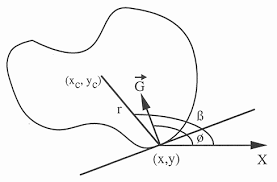 (x_c, y_c)
G
r
ß
ø
(x,y)
X